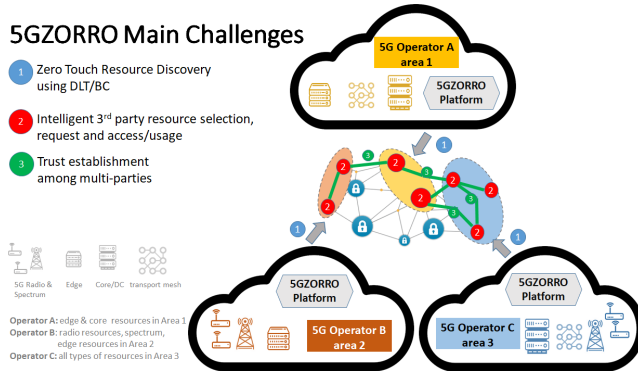 5GZORRO Main Challenges
1 Zero Touch Resource Discovery
using DLT/BC
2 Intelligent 3rd party resource selection,
request and access/usage
3 Trust establishment
among multi-parties
5G Operator A
area 1
5GZORRO
Platform
1
2
3
2
3
2
2
3
2
2
3
2
1
1
5G Radio &
Spectrum
Edge
Core/DC
transport mesh
Operator A: edge & core resources in Area 1
Operator B: radio resources, spectrum,
edge resources in Area 2
Operator C: all types of resources in Area 3
5GZORRO
Platform
5G Operator B
area 2
5GZORRO
Platform
5G Operator C
area 3